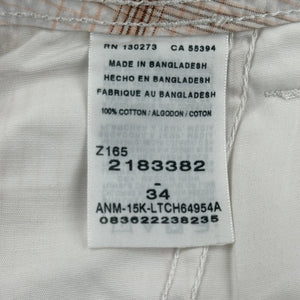 RN 130273 CA 55394
MADE IN BANGLADESH
HECHO EN BANGLADESH
FABRIQUE AU BANGLADESH
100% COTTON / ALGODON / COTON
Z165
2183382
-
34
ANM-15K-LTCH64954A
083622238235